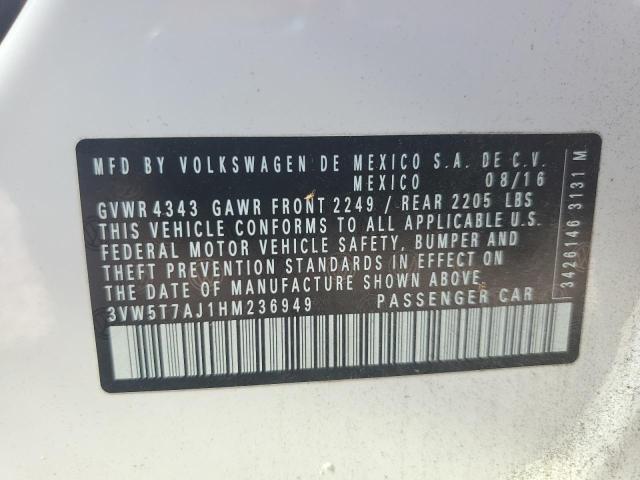 MFD BY VOLKSWAGEN DE MEXICO S.A. DE C.V.
MEXICO 08/16
GVWR 4343 GAWR FRONT 2249 / REAR 2205 LBS
THIS VEHICLE CONFORMS TO ALL APPLICABLE U.S.
FEDERAL MOTOR VEHICLE SAFETY, BUMPER AND
THEFT PREVENTION STANDARDS IN EFFECT ON
THE DATE OF MANUFACTURE SHOWN ABOVE.
3VW5T7AJ1HM236949 PASSENGER CAR
3426146 3131 M